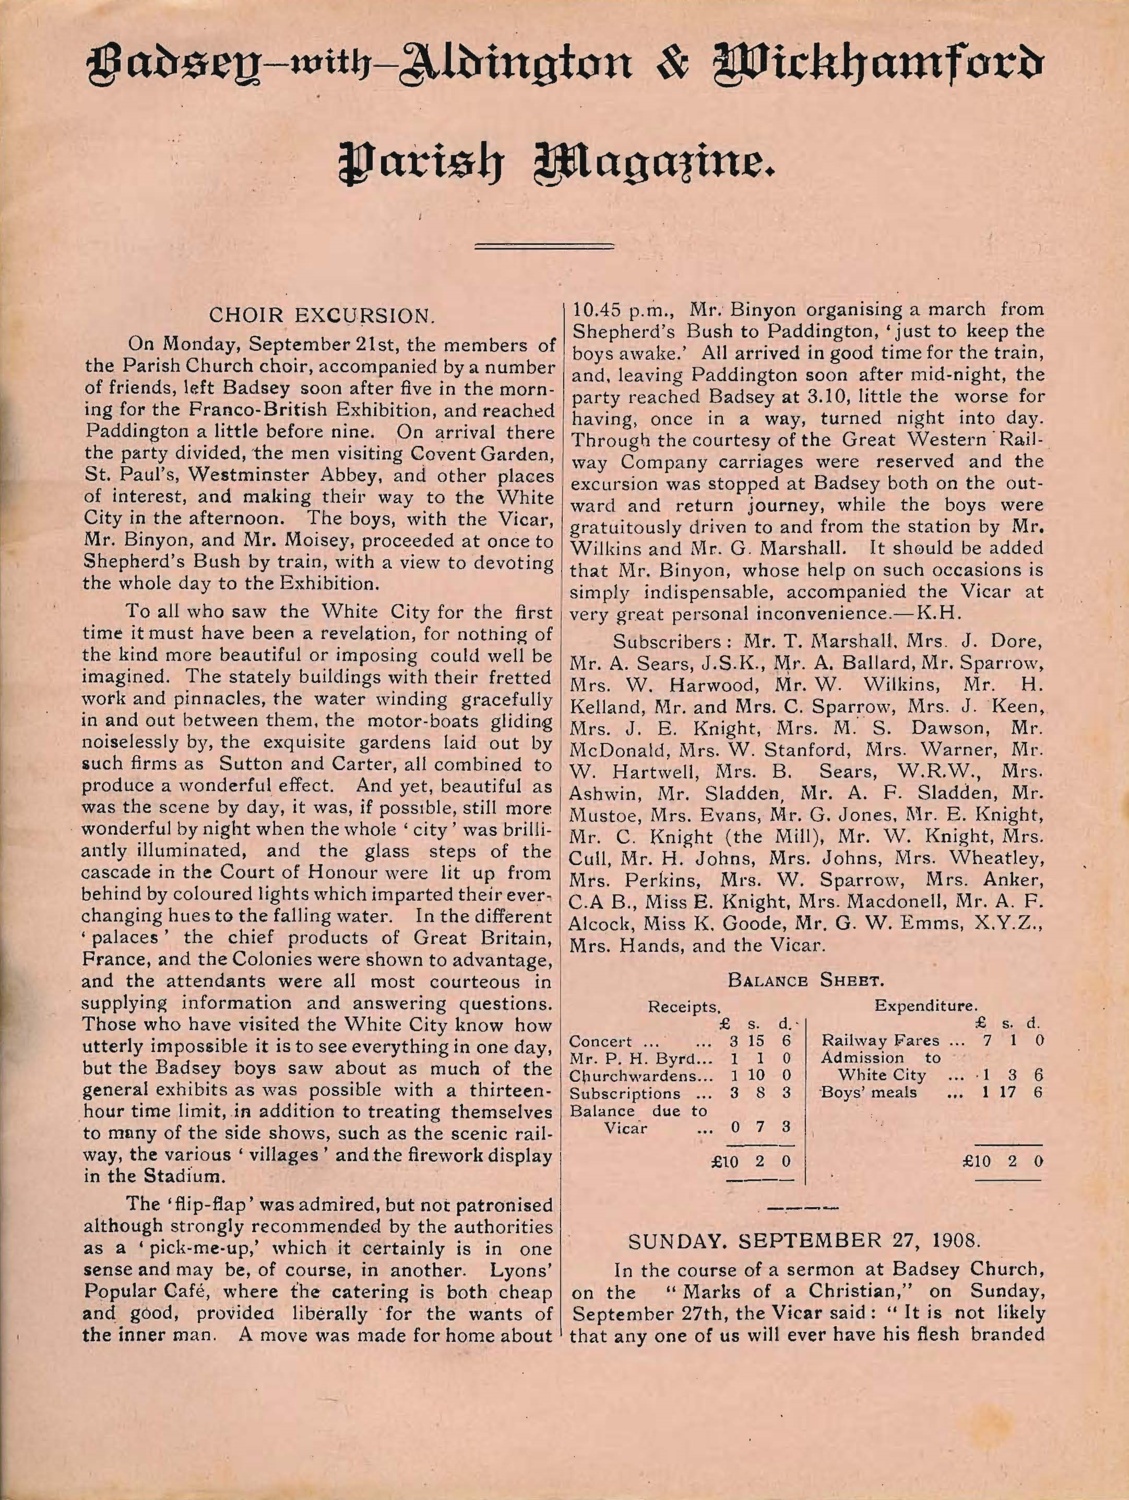 Badsey–with–Aldington & Wickhamford
Parish Magazine.
CHOIR EXCURSION.
On Monday, September 21st, the members of
the Parish Church choir, accompanied by a number
of friends, left Badsey soon after five in the morn-
ing for the Franco-British Exhibition, and reached
Paddington a little before nine. On arrival there
the party divided, the men visiting Covent Garden,
St. Paul's, Westminster Abbey, and other places
of interest, and making their way to the White
City in the afternoon. The boys, with the Vicar,
Mr. Binyon, and Mr. Moisey, proceeded at once to
Shepherd's Bush by train, with a view to devoting
the whole day to the Exhibition.
To all who saw the White City for the first
time it must have been a revelation, for nothing of
the kind more beautiful or imposing could well be
imagined. The stately buildings with their fretted
work and pinnacles, the water winding gracefully
in and out between them, the motor-boats gliding
noiselessly by, the exquisite gardens laid out by
such firms as Sutton and Carter, all combined to
produce a wonderful effect. And yet, beautiful as
was the scene by day, it was, if possible, still more
wonderful by night when the whole ‘ city ’ was brilli-
antly illuminated, and the glass steps of the
cascade in the Court of Honour were lit up from
behind by coloured lights which imparted their ever-
changing hues to the falling water. In the different
‘ palaces ’ the chief products of Great Britain,
France, and the Colonies were shown to advantage,
and the attendants were all most courteous in
supplying information and answering questions.
Those who have visited the White City know how
utterly impossible it is to see everything in one day,
but the Badsey boys saw about as much of the
general exhibits as was possible with a thirteen-
hour time limit, in addition to treating themselves
to many of the side shows, such as the scenic rail-
way, the various ‘ villages ’ and the firework display
in the Stadium.
The ‘flip-flap’ was admired, but not patronised
although strongly recommended by the authorities
as a ‘ pick-me-up,’ which it certainly is in one
sense and may be, of course, in another. Lyons'
Popular Café, where the catering is both cheap
and good, provided liberally for the wants of
the inner man. A move was made for home about
10.45 p.m., Mr. Binyon organising a march from
Shepherd's Bush to Paddington, ‘just to keep the
boys awake.’ All arrived in good time for the train,
and, leaving Paddington soon after mid-night, the
party reached Badsey at 3.10, little the worse for
having, once in a way, turned night into day.
Through the courtesy of the Great Western Rail-
way Company carriages were reserved and the
excursion was stopped at Badsey both on the out-
ward and return journey, while the boys were
gratuitously driven to and from the station by Mr.
Wilkins and Mr. G. Marshall. It should be added
that Mr. Binyon, whose help on such occasions is
simply indispensable, accompanied the Vicar at
very great personal inconvenience.—K.H.
Subscribers : Mr. T. Marshall, Mrs. J. Dore,
Mr. A. Sears, J.S.K., Mr. A. Ballard, Mr. Sparrow,
Mrs. W. Harwood, Mr. W. Wilkins, Mr. H.
Kelland, Mr. and Mrs. C. Sparrow, Mrs. J. Keen,
Mrs. J. E. Knight, Mrs. M. S. Dawson, Mr.
McDonald, Mrs. W. Stanford, Mrs. Warner, Mr.
W. Hartwell, Mrs. B. Sears, W.R.W., Mrs.
Ashwin, Mr. Sladden, Mr. A. F. Sladden, Mr.
Mustoe, Mrs. Evans, Mr. G. Jones, Mr. E. Knight,
Mr. C. Knight (the Mill), Mr. W. Knight, Mrs.
Cull, Mr. H. Johns, Mrs. Johns, Mrs. Wheatley,
Mrs. Perkins, Mrs. W. Sparrow, Mrs. Anker,
C.A B., Miss E. Knight, Mrs. Macdonell, Mr. A. F.
Alcock, Miss K. Goode, Mr. G. W. Emms, X.Y.Z.,
Mrs. Hands, and the Vicar.
BALANCE SHEET.
Receipts.
£ s. d.
Concert ... ... 3 15 6
Mr. P. H. Byrd... 1 1 0
Churchwardens... 1 10 0
Subscriptions ... 3 8 3
Balance due to
Vicar ... 0 7 3
£10 2 0
Expenditure.
£ s. d.
Railway Fares ... 7 1 0
Admission to
White City ... 1 3 6
Boys' meals ... 1 17 6
£10 2 0
SUNDAY, SEPTEMBER 27, 1908.
In the course of a sermon at Badsey Church,
on the “ Marks of a Christian,” on Sunday,
September 27th, the Vicar said : “ It is not likely
that any one of us will ever have his flesh branded